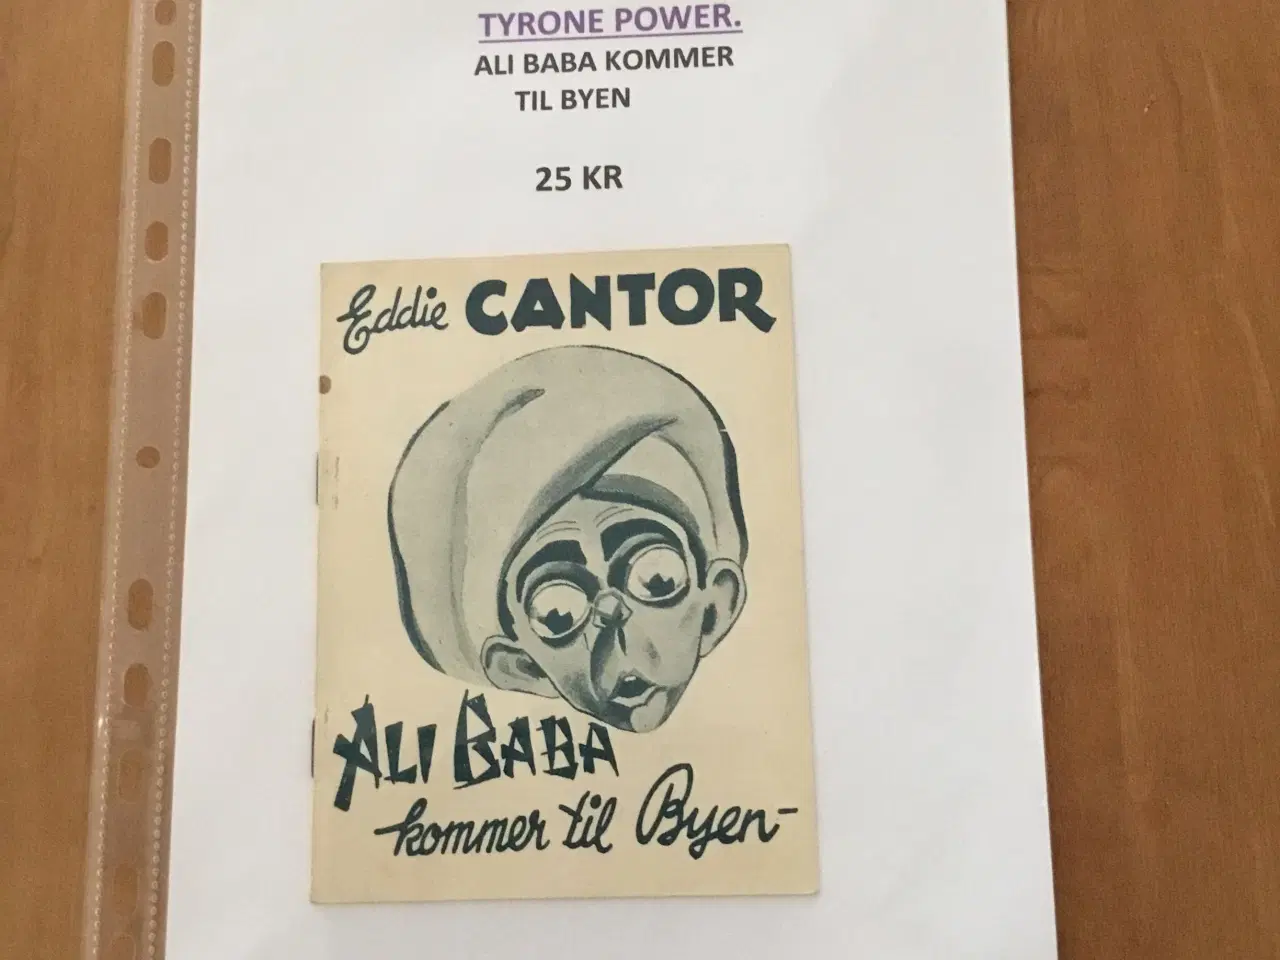 TYRONE POWER.
ALI BABA KOMMER
TIL BYEN
25 KR
Eddie CANTOR
ALI BABA
kommer til Byen-